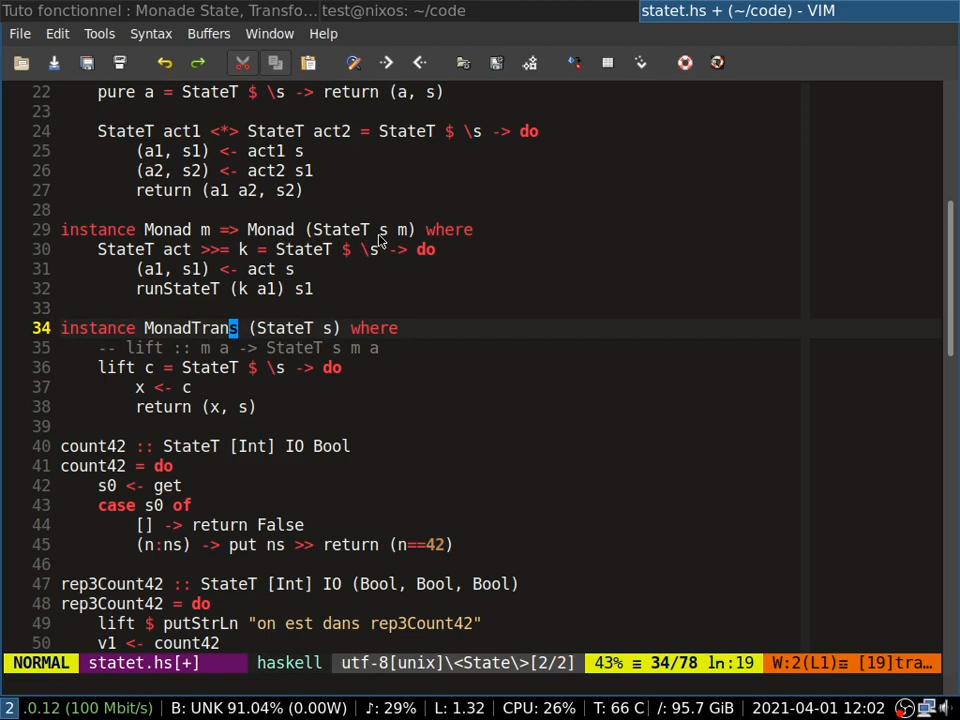 Tuto fonctionnel : Monade State, Transfo... test@nixos: ~/code statet.hs + (~/code) - VIM
File Edit Tools Syntax Buffers Window Help
22 pure a = StateT $ \s -> return (a, s)
23
24 StateT act1 <*> StateT act2 = StateT $ \s -> do
25 (a1, s1) <- act1 s
26 (a2, s2) <- act2 s1
27 return (a1 a2, s2)
28
29 instance Monad m => Monad (StateT s m) where
30 StateT act >>= k = StateT $ \s -> do
31 (a1, s1) <- act s
32 runStateT (k a1) s1
33
34 instance MonadTrans (StateT s) where
35 -- lift :: m a -> StateT s m a
36 lift c = StateT $ \s -> do
37 x <- c
38 return (x, s)
39
40 count42 :: StateT [Int] IO Bool
41 count42 = do
42 s0 <- get
43 case s0 of
44 [] -> return False
45 (n:ns) -> put ns >> return (n==42)
46
47 rep3Count42 :: StateT [Int] IO (Bool, Bool, Bool)
48 rep3Count42 = do
49 lift $ putStrLn "on est dans rep3Count42"
50 v1 <- count42
NORMAL statet.hs[+] haskell utf-8[unix]\<State\>[2/2] 43% ≡ 34/78 ln:19 W:2(L1)≡ [19]tra...
2 .0.12 (100 Mbit/s) B: UNK 91.04% (0.00W) ♪: 29% L: 1.32 CPU: 26% T: 66 C /: 95.7 GiB 2021-04-01 12:02